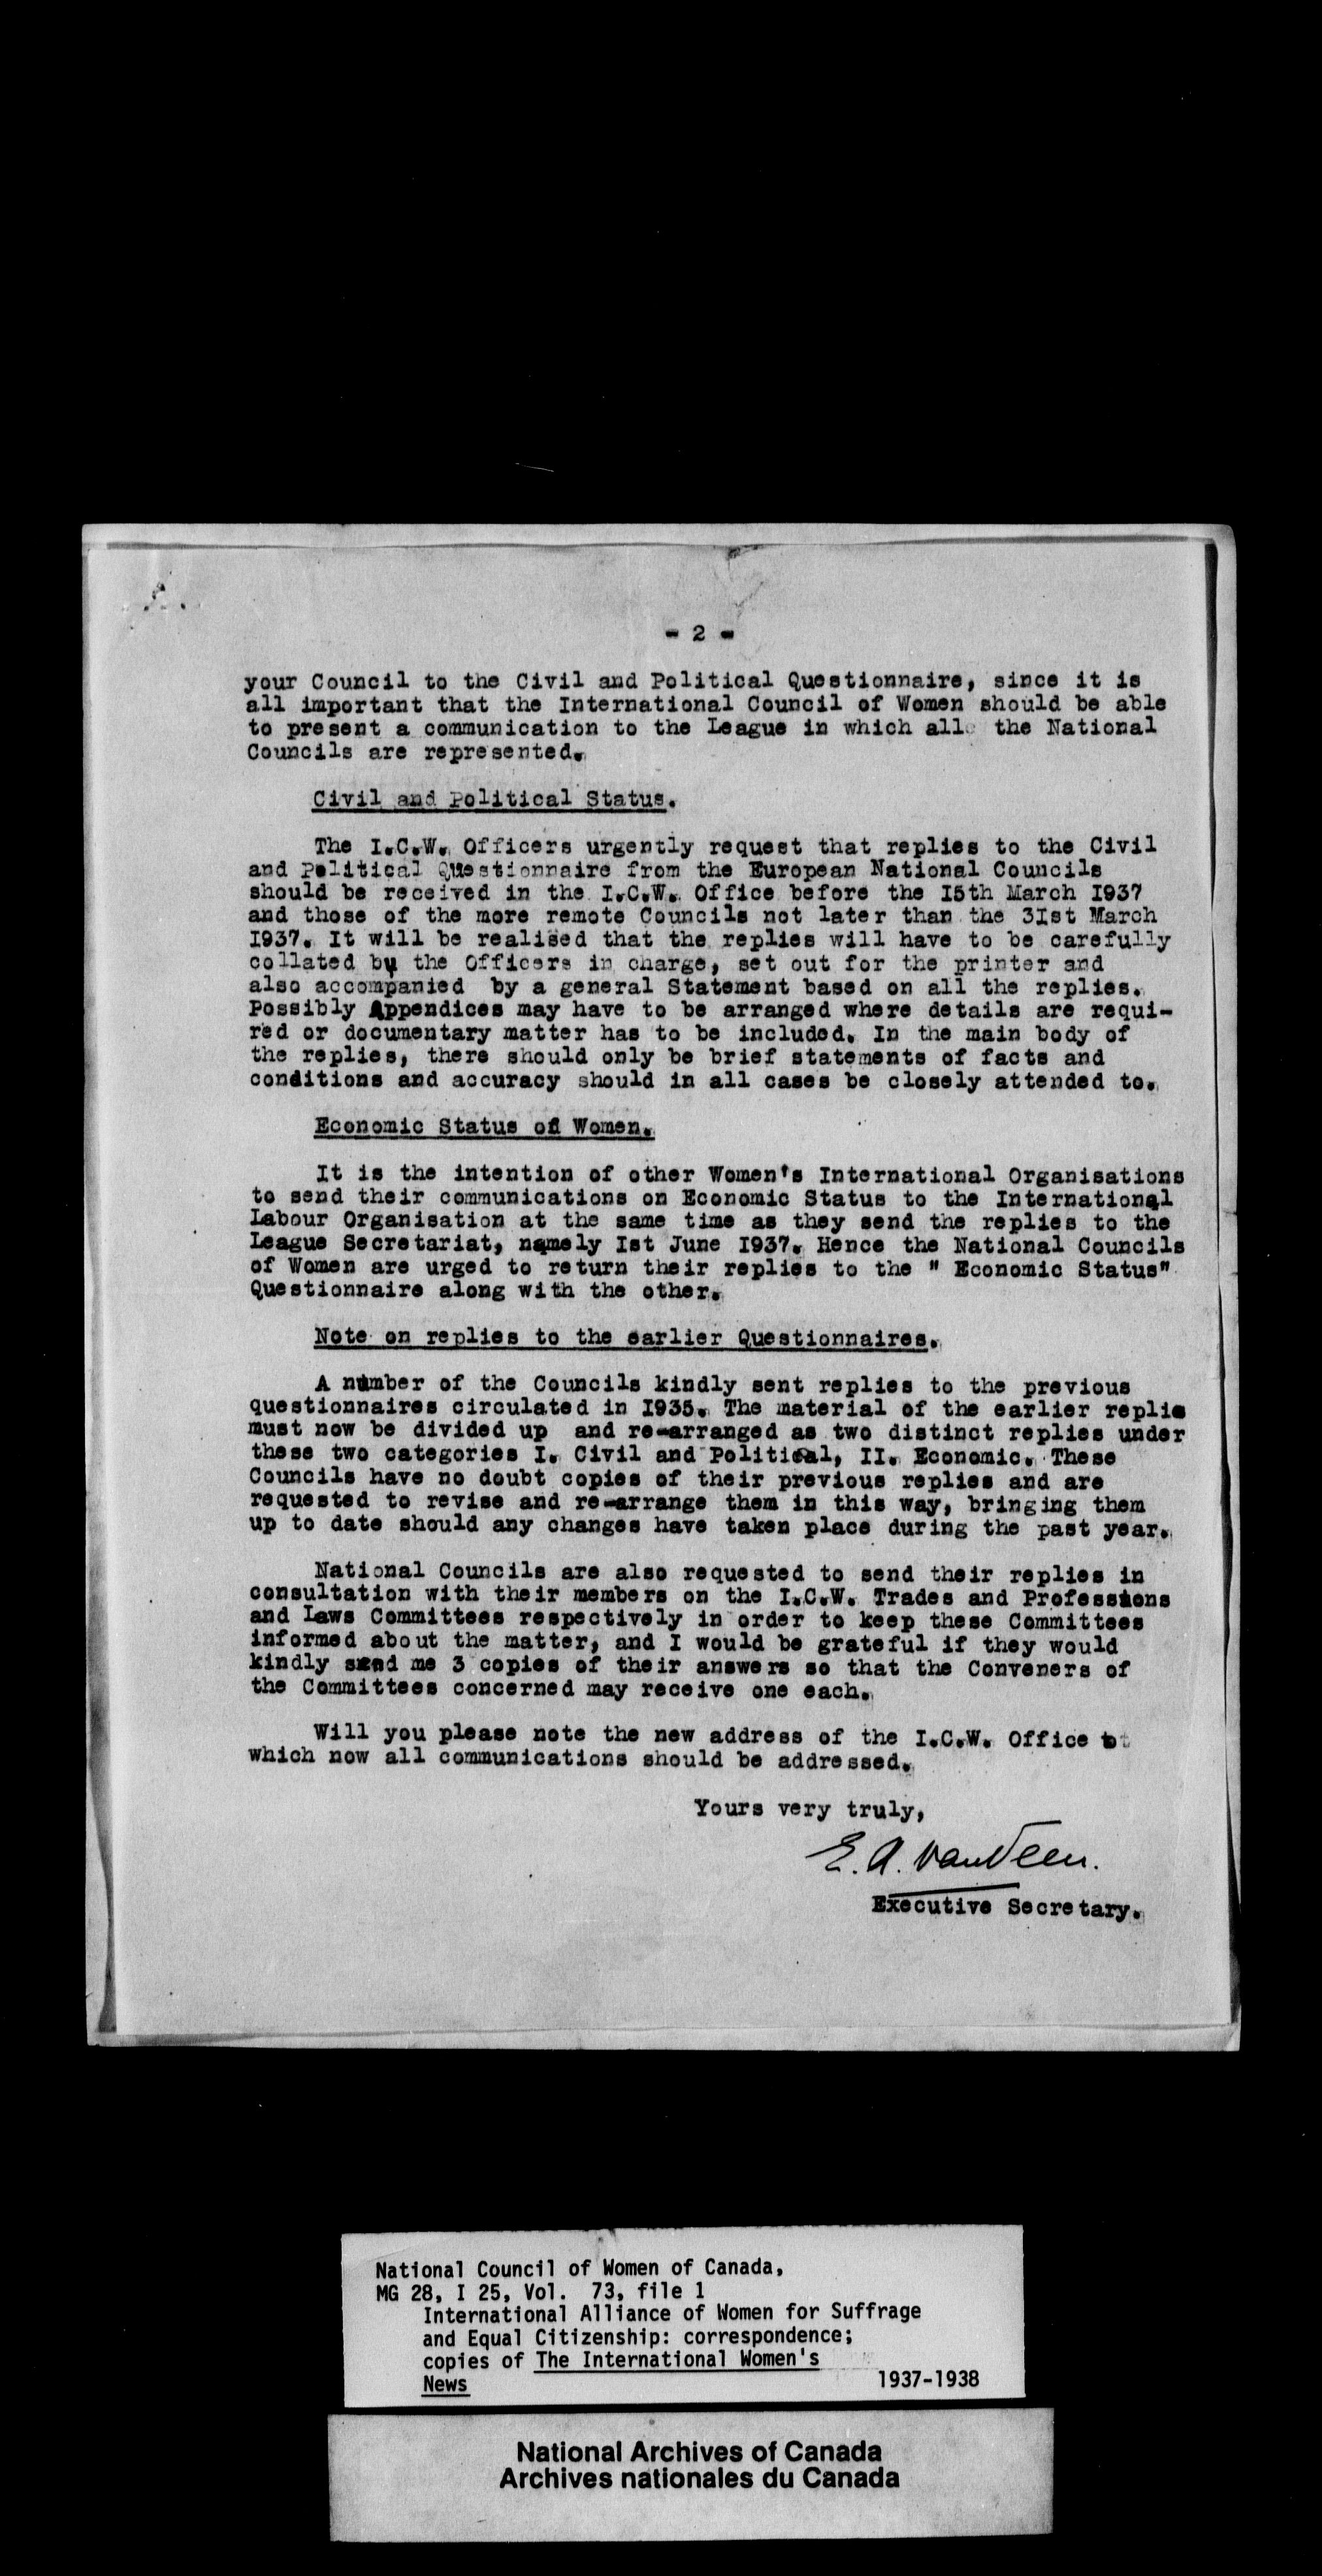 - 2 -
your Council to the Civil and Political Questionnaire, since it is
all important that the International Council of Women should be able
to present a communication to the League in which all the National
Councils are represented.
Civil and Political Status.
The I.C.W. Officers urgently request that replies to the Civil
and Political Questionnaire from the European National Councils
should be received in the I.C.W. Office before the I5th March I937
and those of the more remote Councils not later than the 3Ist March
I937. It will be realised that the replies will have to be carefully
collated by the Officers in charge, set out for the printer and
also accompanied by a general Statement based on all the replies.
Possibly Appendices may have to be arranged where details are requi-
red or documentary matter has to be included. In the main body of
the replies, there should only be brief statements of facts and
conditions and accuracy should in all cases be closely attended to.
Economic Status of Women.
It is the intention of other Women's International Organisations
to send their communications on Economic Status to the International
Labour Organisation at the same time as they send the replies to the
League Secretariat, namely Ist June I937. Hence the National Councils
of Women are urged to return their replies to the " Economic Status"
Questionnaire along with the other.
Note on replies to the earlier Questionnaires.
A number of the Councils kindly sent replies to the previous
questionnaires circulated in I935. The material of the earlier replie
must now be divided up and re-arranged as two distinct replies under
these two categories I. Civil and Political, II. Economic. These
Councils have no doubt copies of their previous replies and are
requested to revise and re-arrange them in this way, bringing them
up to date should any changes have taken place during the past year.
National Councils are also requested to send their replies in
consultation with their members on the I.C.W. Trades and Professions
and Laws Committees respectively in order to keep these Committees
informed about the matter, and I would be grateful if they would
kindly send me 3 copies of their answers so that the Conveners of
the Committees concerned may receive one each.
Will you please note the new address of the I.C.W. Office to
which now all communications should be addressed.
Yours very truly,
E. A. van Veen.
Executive Secretary.
National Council of Women of Canada,
MG 28, I 25, Vol. 73, file 1
International Alliance of Women for Suffrage
and Equal Citizenship: correspondence;
copies of The International Women's
News 1937-1938
National Archives of Canada
Archives nationales du Canada